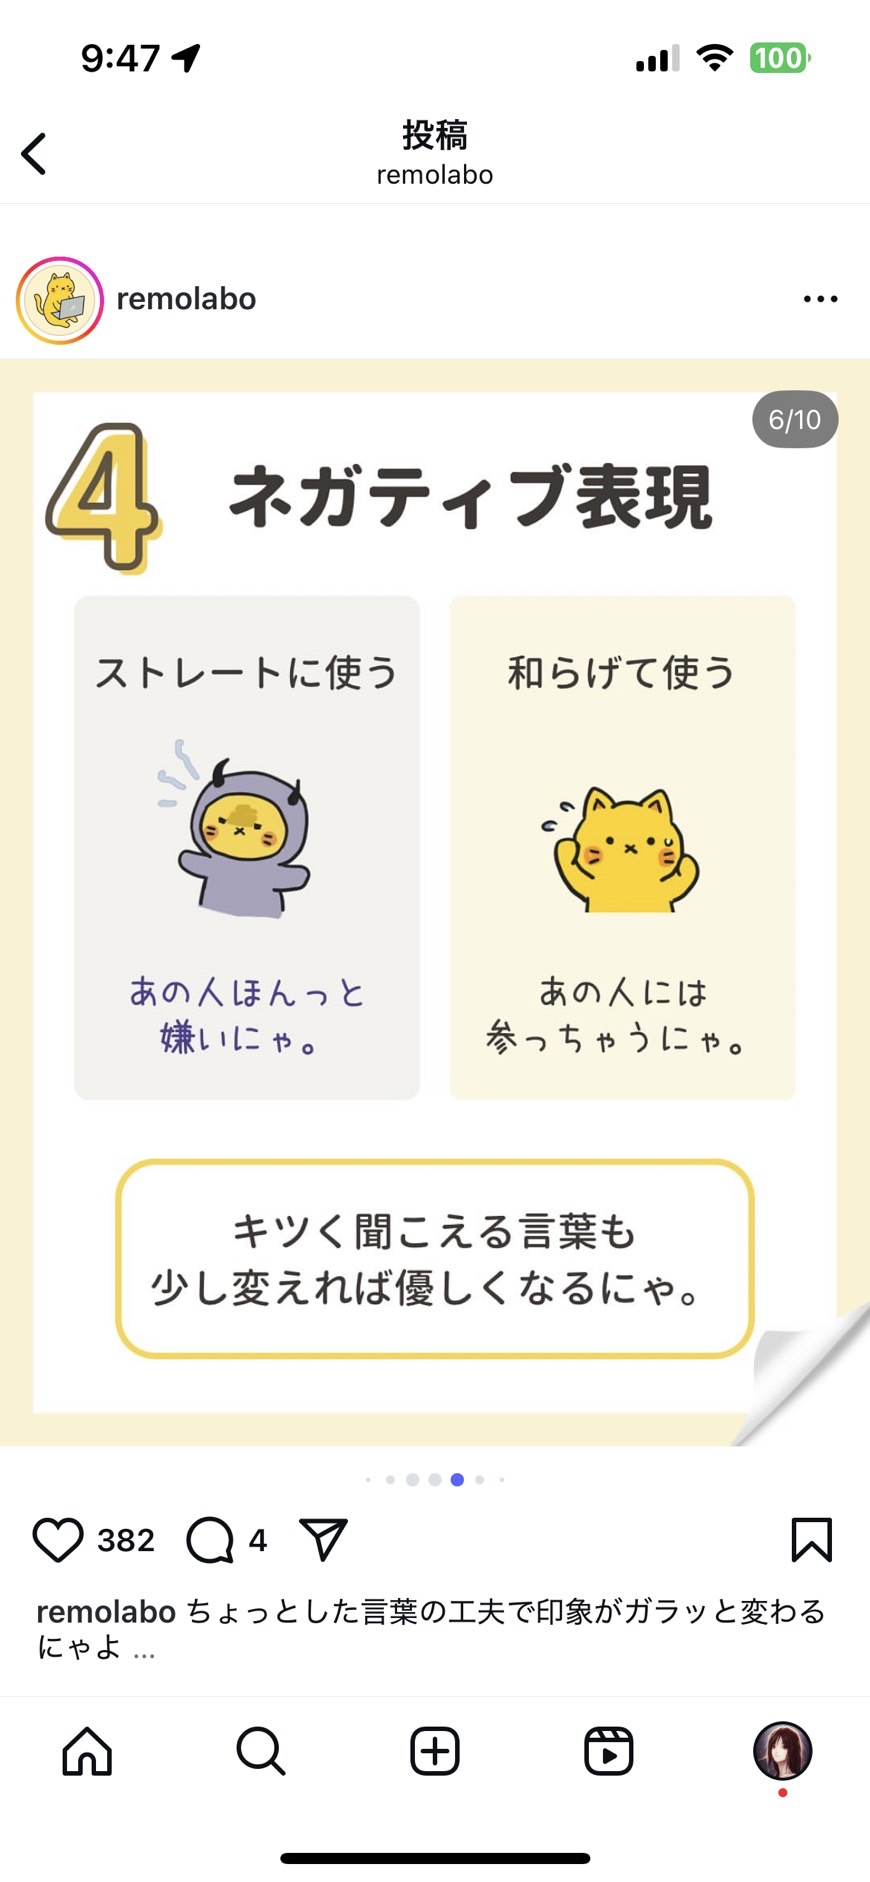 9:47
100
投稿
remolabo
remolabo
6/10
4 ネガティブ表現
ストレートに使う
あの人ほんっと
嫌いにゃ。
和らげて使う
あの人には
参っちゃうにゃ。
キツく聞こえる言葉も
少し変えれば優しくなるにゃ。
382 4
remolabo ちょっとした言葉の工夫で印象がガラッと変わる
にゃよ ...